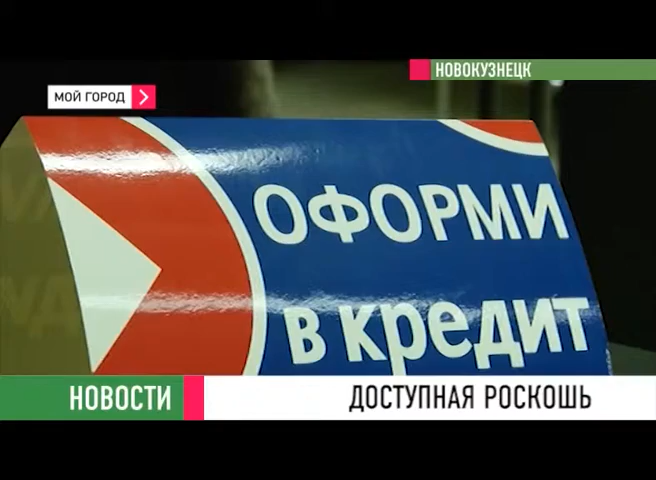 НОВОКУЗНЕЦК
МОЙ ГОРОД
ОФОРМИ
в кредит
НОВОСТИ
ДОСТУПНАЯ РОСКОШЬ